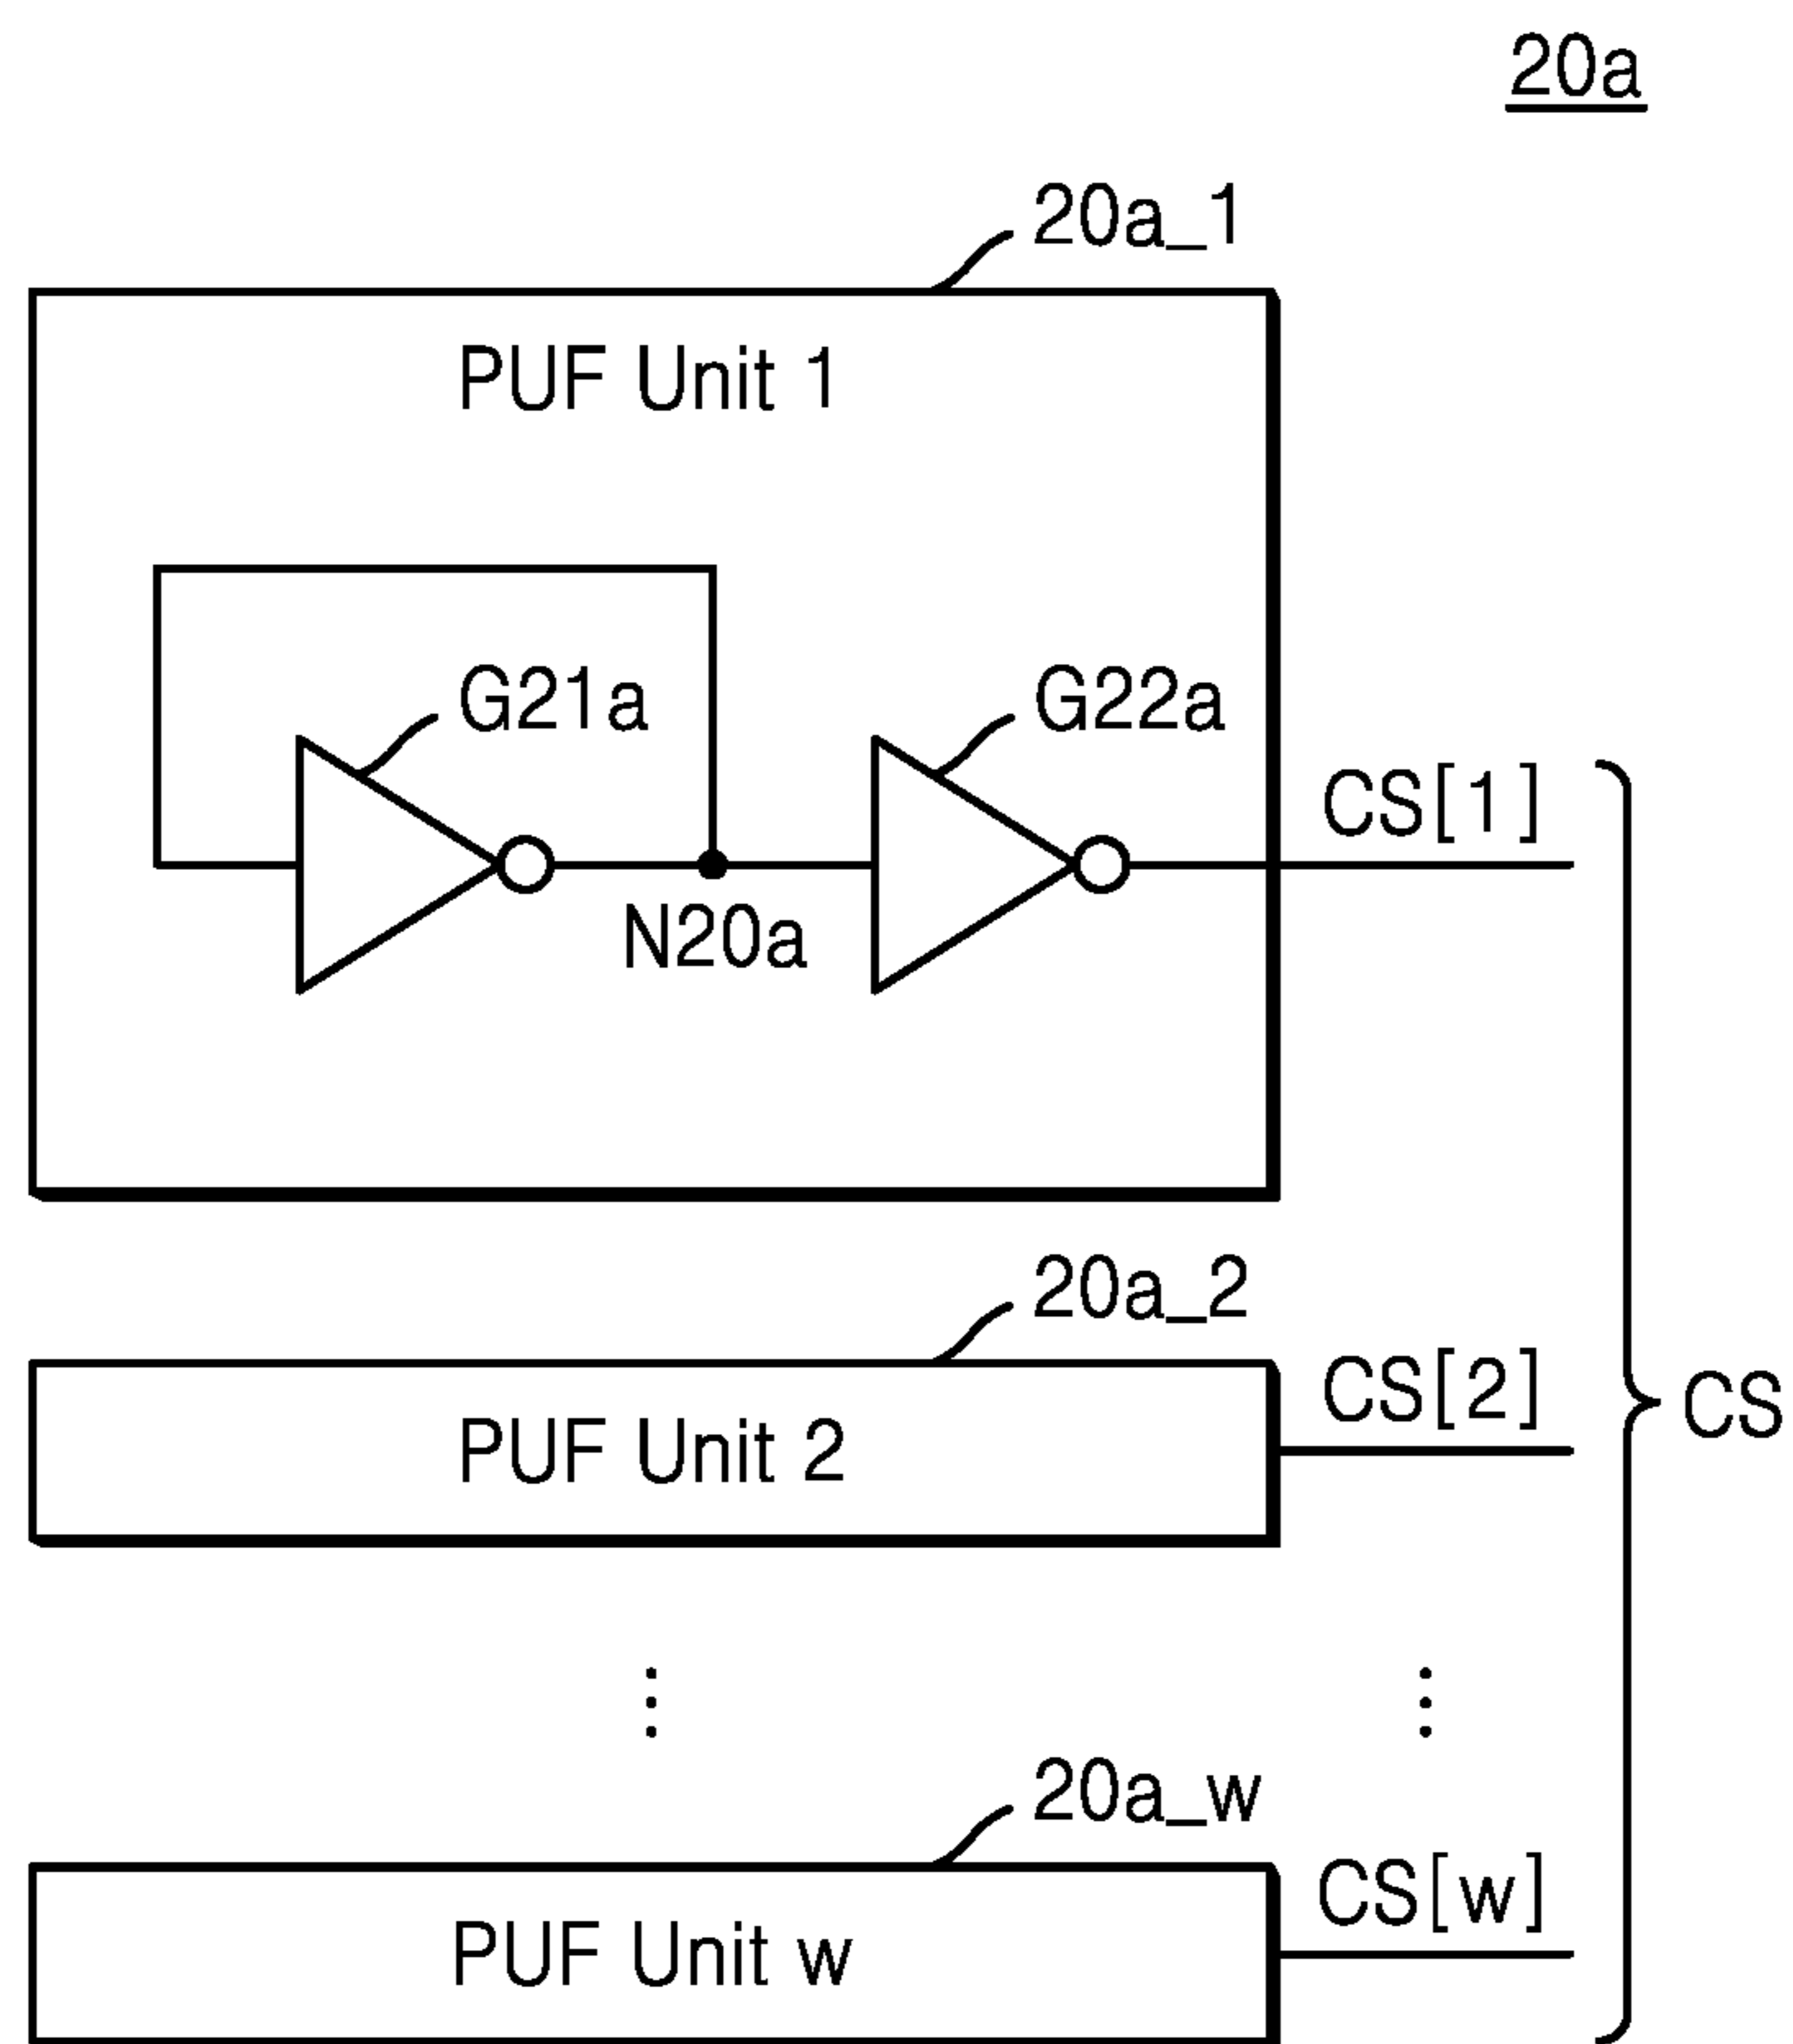 20a
20a_1
PUF Unit 1
G21a
G22a
CS[1]
N20a
20a_2
CS[2]
PUF Unit 2
CS
20a_w
CS[w]
PUF Unit w